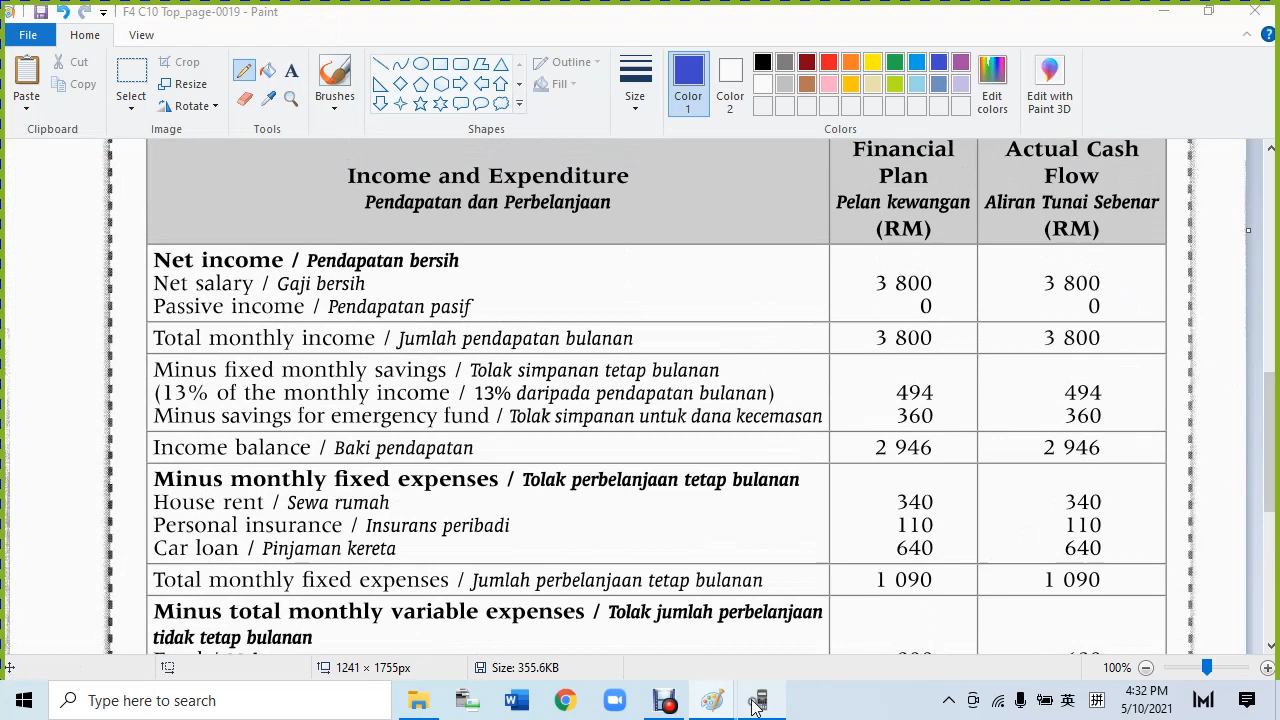 F4 C10 Top_page-0019 - Paint
File Home View
Paste Cut Copy Clipboard
Select Crop Resize Rotate Image
A Tools
Brushes
Shapes Outline Fill
Size
Color 1 Color 2 Edit colors Colors
Edit with Paint 3D
Income and Expenditure
Pendapatan dan Perbelanjaan
Financial Plan
Pelan kewangan
(RM)
Actual Cash Flow
Aliran Tunai Sebenar
(RM)
Net income / Pendapatan bersih
Net salary / Gaji bersih 3 800 3 800
Passive income / Pendapatan pasif 0 0
Total monthly income / Jumlah pendapatan bulanan 3 800 3 800
Minus fixed monthly savings / Tolak simpanan tetap bulanan
(13% of the monthly income / 13% daripada pendapatan bulanan) 494 494
Minus savings for emergency fund / Tolak simpanan untuk dana kecemasan 360 360
Income balance / Baki pendapatan 2 946 2 946
Minus monthly fixed expenses / Tolak perbelanjaan tetap bulanan
House rent / Sewa rumah 340 340
Personal insurance / Insurans peribadi 110 110
Car loan / Pinjaman kereta 640 640
Total monthly fixed expenses / Jumlah perbelanjaan tetap bulanan 1 090 1 090
Minus total monthly variable expenses / Tolak jumlah perbelanjaan
tidak tetap bulanan
1241 × 1755px Size: 355.6KB 100%
Type here to search
英 拼 4:32 PM
5/10/2021